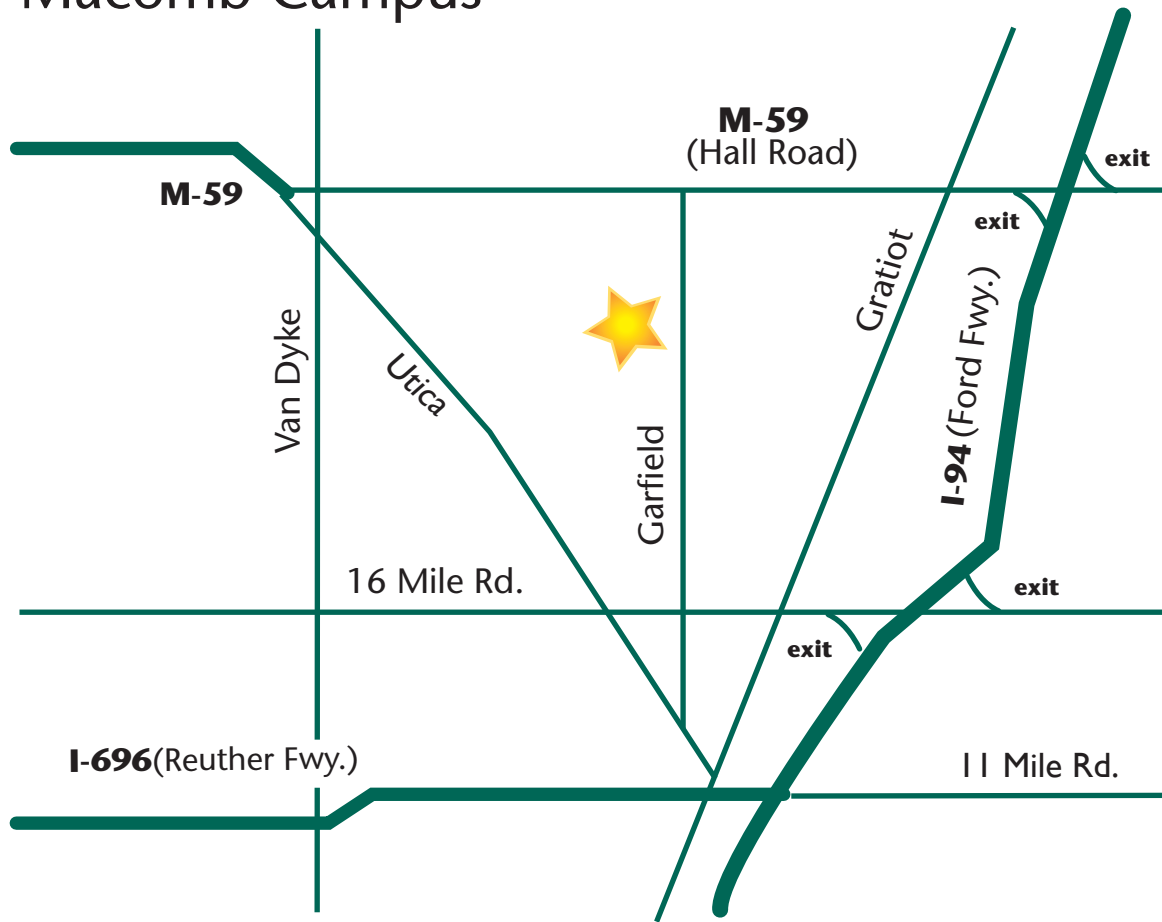 Macomb Campus
M-59
(Hall Road)
exit
M-59
exit
Gratiot
I-94 (Ford Fwy.)
Van Dyke
Utica
Garfield
16 Mile Rd.
exit
exit
I-696(Reuther Fwy.)
11 Mile Rd.